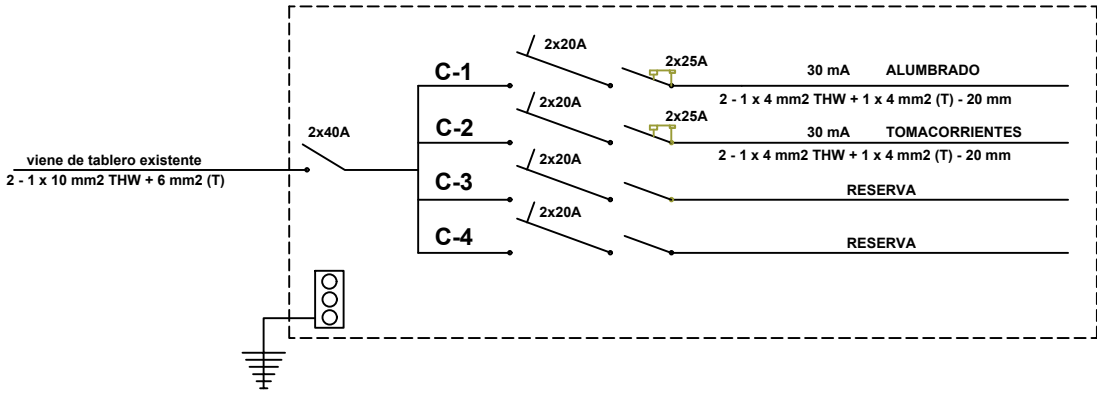 2x20A
2x25A
C-1
30 mA ALUMBRADO
2 - 1 x 4 mm2 THW + 1 x 4 mm2 (T) - 20 mm
2x20A
2x25A
C-2
30 mA TOMACORRIENTES
2 - 1 x 4 mm2 THW + 1 x 4 mm2 (T) - 20 mm
2x40A
viene de tablero existente
2 - 1 x 10 mm2 THW + 6 mm2 (T)
2x20A
C-3
RESERVA
2x20A
C-4
RESERVA